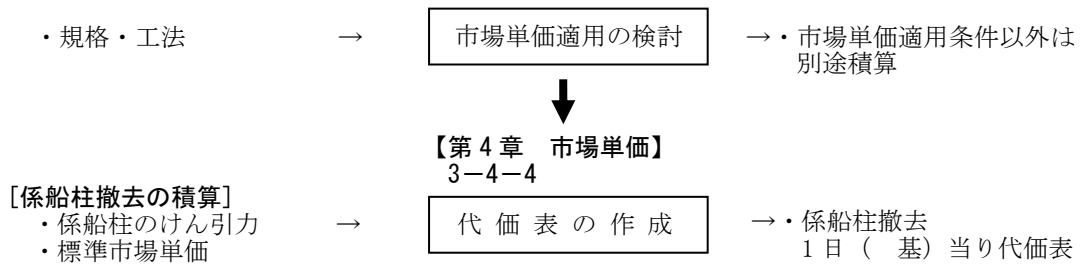 ・規格・工法 → 市場単価適用の検討 →・市場単価適用条件以外は
別途積算
【第4章 市場単価】
3-4-4
[係船柱撤去の積算]
・係船柱のけん引力 → 代価表の作成 →・係船柱撤去
・標準市場単価 1日( 基)当り代価表